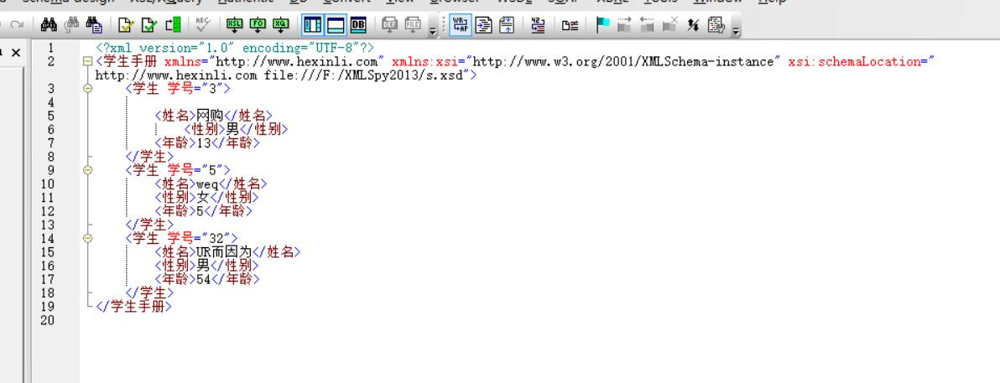 Schema design XSL/XQuery Authentic DB Convert View Browser WSDL SOAP XBRL Tools Window Help
1 <?xml version="1.0" encoding="UTF-8"?>
2 <学生手册 xmlns="http://www.hexinli.com" xmlns:xsi="http://www.w3.org/2001/XMLSchema-instance" xsi:schemaLocation="
http://www.hexinli.com file:///F:/XMLSpy2013/s.xsd">
3 <学生 学号="3">
4
5 <姓名>网购</姓名>
6 <性别>男</性别>
7 <年龄>13</年龄>
8 </学生>
9 <学生 学号="5">
10 <姓名>weq</姓名>
11 <性别>女</性别>
12 <年龄>5</年龄>
13 </学生>
14 <学生 学号="32">
15 <姓名>UR而因为</姓名>
16 <性别>男</性别>
17 <年龄>54</年龄>
18 </学生>
19 </学生手册>
20